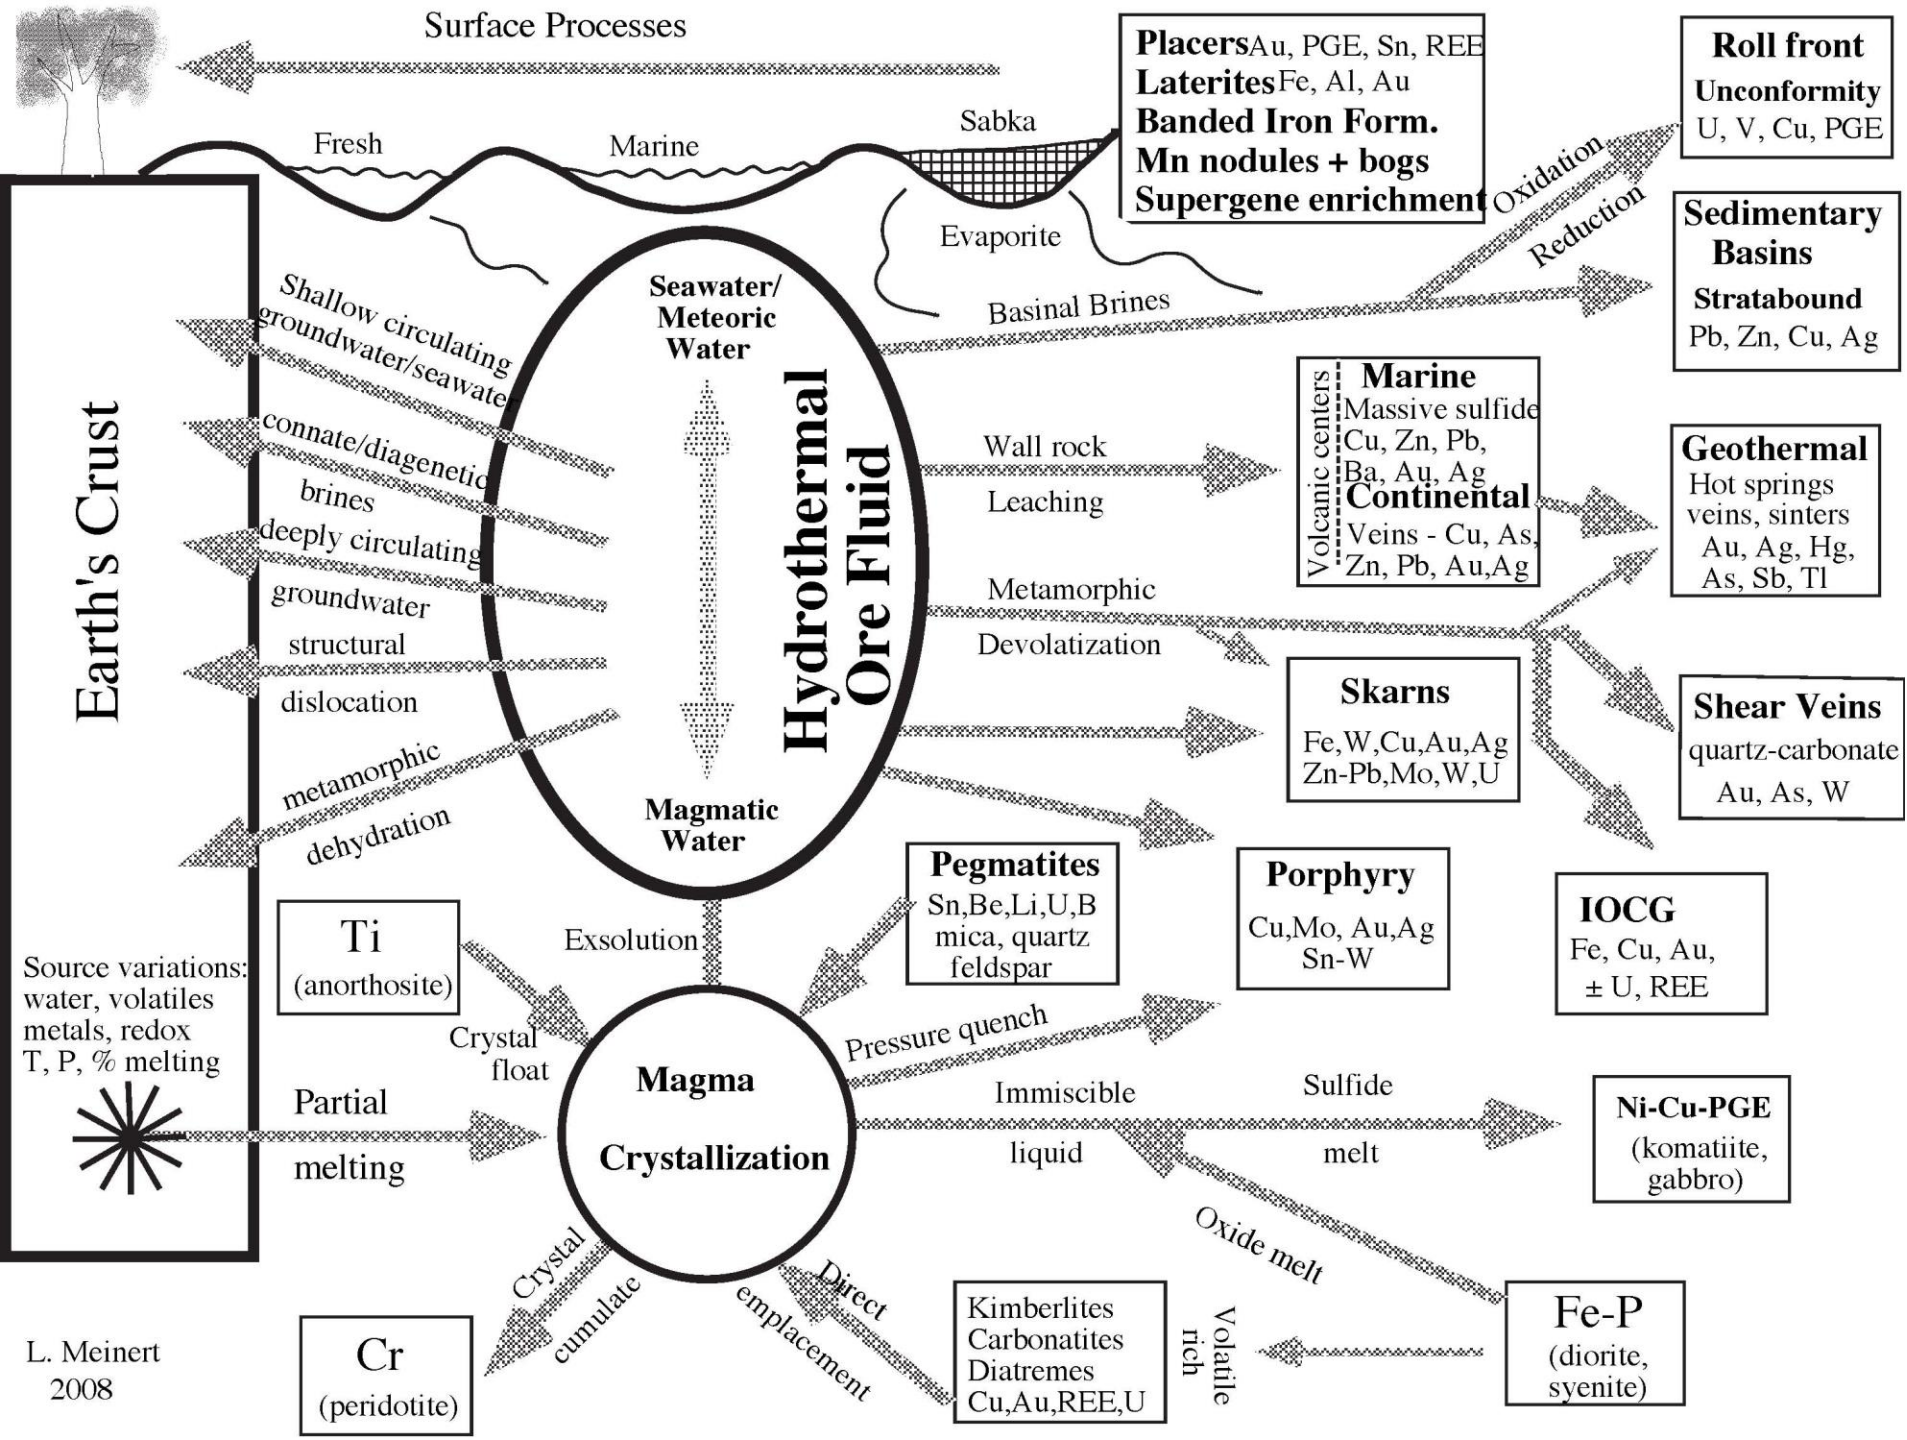 Surface Processes
Fresh
Marine
Sabka
Evaporite
PlacersAu, PGE, Sn, REE
LateritesFe, Al, Au
Banded Iron Form.
Mn nodules + bogs
Supergene enrichment
Oxidation
Reduction
Roll front
Unconformity
U, V, Cu, PGE
Sedimentary
Basins
Stratabound
Pb, Zn, Cu, Ag
Basinal Brines
Earth's Crust
Shallow circulating
groundwater/seawater
connate/diagenetic
brines
deeply circulating
groundwater
structural
dislocation
metamorphic
dehydration
Seawater/
Meteoric
Water
Hydrothermal
Ore Fluid
Magmatic
Water
Wall rock
Leaching
Volcanic centers
Marine
Massive sulfide
Cu, Zn, Pb,
Ba, Au, Ag
Continental
Veins - Cu, As,
Zn, Pb, Au,Ag
Geothermal
Hot springs
veins, sinters
Au, Ag, Hg,
As, Sb, Tl
Metamorphic
Devolatization
Skarns
Fe,W,Cu,Au,Ag
Zn-Pb,Mo,W,U
Shear Veins
quartz-carbonate
Au, As, W
Pegmatites
Sn,Be,Li,U,B
mica, quartz
feldspar
Porphyry
Cu,Mo, Au,Ag
Sn-W
IOCG
Fe, Cu, Au,
± U, REE
Ti
(anorthosite)
Exsolution
Crystal
float
Pressure quench
Source variations:
water, volatiles
metals, redox
T, P, % melting
Partial
melting
Magma
Crystallization
Immiscible
liquid
Sulfide
melt
Ni-Cu-PGE
(komatiite,
gabbro)
Oxide melt
Crystal
cumulate
Direct
emplacement
Cr
(peridotite)
Kimberlites
Carbonatites
Diatremes
Cu,Au,REE,U
Volatile
rich
Fe-P
(diorite,
syenite)
L. Meinert
2008